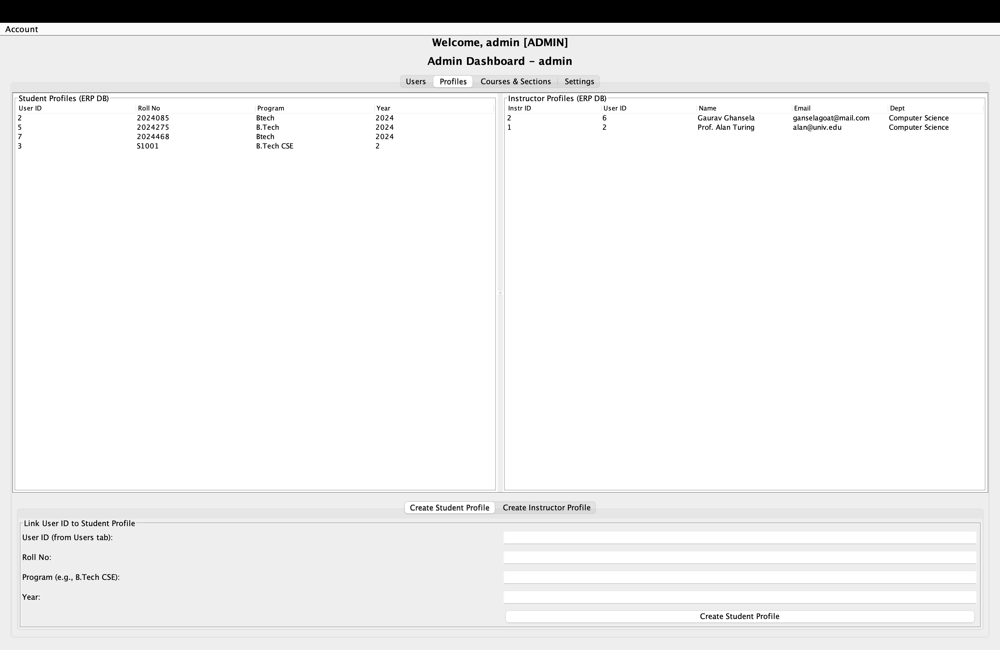 Account
Welcome, admin [ADMIN]
Admin Dashboard – admin
Users Profiles Courses & Sections Settings
Student Profiles (ERP DB)
User ID Roll No Program Year
2 2024085 Btech 2024
5 2024275 B.Tech 2024
7 2024468 Btech 2024
3 S1001 B.Tech CSE 2
Instructor Profiles (ERP DB)
Instr ID User ID Name Email Dept
2 6 Gaurav Ghansela ganselagoat@mail.com Computer Science
1 2 Prof. Alan Turing alan@univ.edu Computer Science
Create Student Profile Create Instructor Profile
Link User ID to Student Profile
User ID (from Users tab):
Roll No:
Program (e.g., B.Tech CSE):
Year:
Create Student Profile